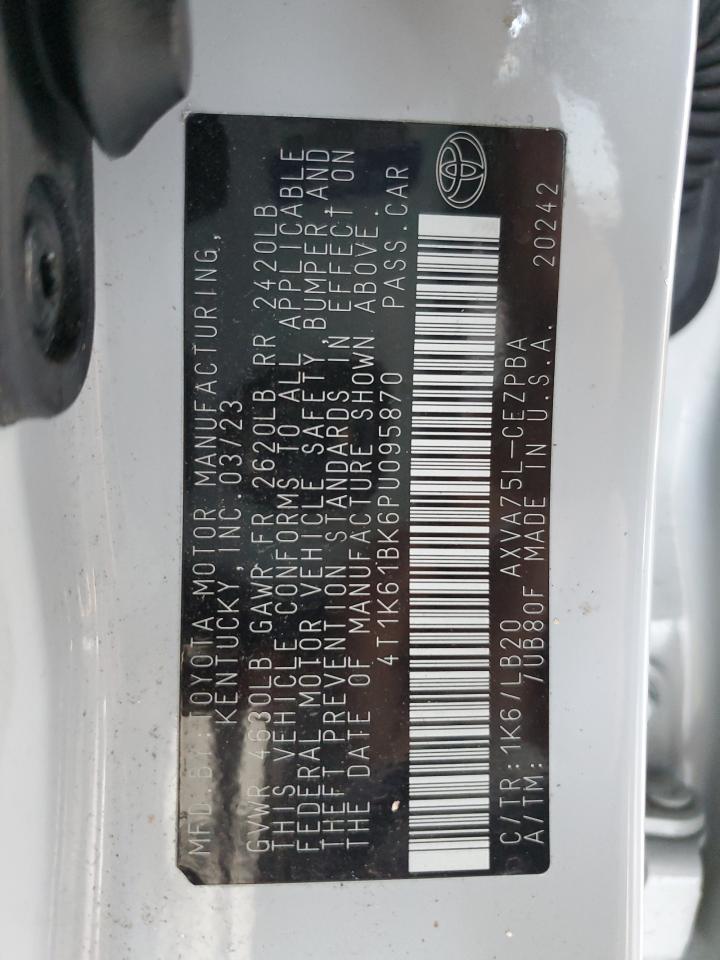 MFD. BY: TOYOTA MOTOR MANUFACTURING,
KENTUCKY, INC. 03/23
GVWR 4630LB GAWR FR 2620LB RR 2420LB
THIS VEHICLE CONFORMS TO ALL APPLICABLE
FEDERAL MOTOR VEHICLE SAFETY, BUMPER, AND
THEFT PREVENTION STANDARDS IN EFFECT ON
THE DATE OF MANUFACTURE SHOWN ABOVE.
4T1K61BK6PU095870 PASS.CAR
C/TR:1K6/LB20 AXVA75L-CEZPBA
A/TM: 7UB80F MADE IN U.S.A. 20242